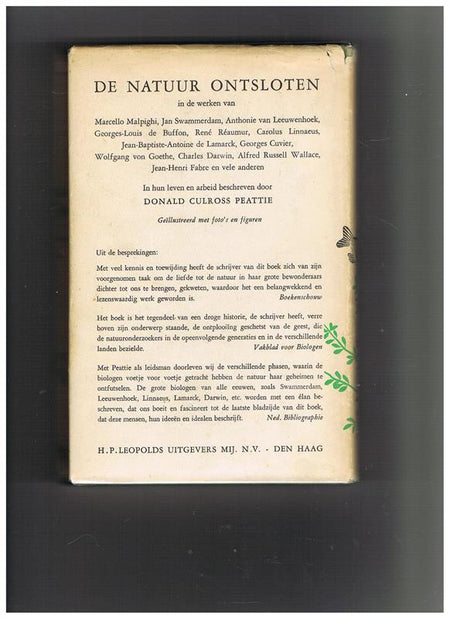 DE NATUUR ONTSLOTEN
in de werken van
Marcello Malpighi, Jan Swammerdam, Anthonie van Leeuwenhoek,
Georges-Louis de Buffon, René Réaumur, Carolus Linnaeus,
Jean-Baptiste-Antoine de Lamarck, Georges Cuvier,
Wolfgang von Goethe, Charles Darwin, Alfred Russell Wallace,
Jean-Henri Fabre en vele anderen
In hun leven en arbeid beschreven door
DONALD CULROSS PEATTIE
Geïllustreerd met foto's en figuren
Uit de besprekingen:
Met veel kennis en toewijding heeft de schrijver van dit boek zich van zijn
voorgenomen taak om de liefde tot de natuur in haar grote bewonderaars
dichter tot ons te brengen, gekweten, waardoor het een belangwekkend en
lezenswaardig werk geworden is. Boekenschouw
Het boek is het tegendeel van een droge historie, de schrijver heeft, verre
boven zijn onderwerp staande, de ontplooiing geschetst van de geest, die
de natuuronderzoekers in de opeenvolgende generaties en in de verschillende
landen bezielde. Vakblad voor Biologen
Met Peattie als leidsman doorleven wij de verschillende phasen, waarin de
biologen voetje voor voetje getracht hebben de natuur haar geheimen te
ontfutselen. De grote biologen van alle eeuwen, zoals Swammerdam,
Leeuwenhoek, Linnaeus, Lamarck, Darwin, etc. worden met een élan be-
schreven, dat ons boeit en fascineert tot de laatste bladzijde van dit boek,
dat deze mensen, hun ideeën en idealen beschrijft. Ned. Bibliographie
H. P. LEOPOLDS UITGEVERS MIJ. N.V. - DEN HAAG